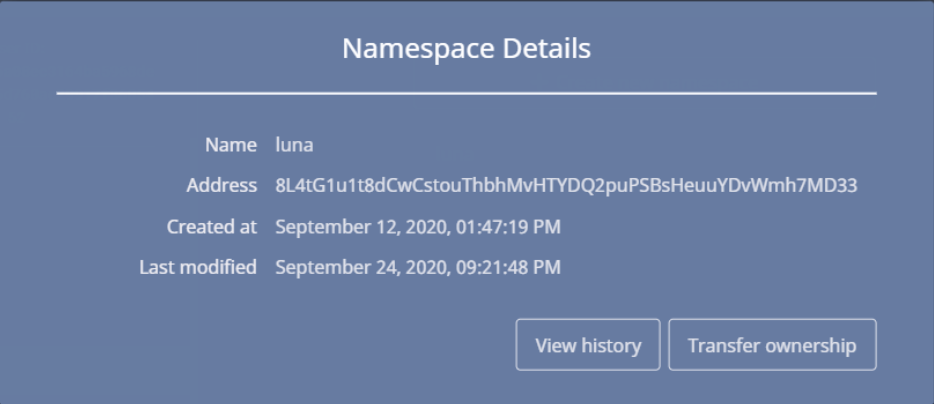 Namespace Details
Name luna
Address 8L4tG1u1t8dCwCstouThbhMvHTYDQ2puPSBsHeuuYDvWmh7MD33
Created at September 12, 2020, 01:47:19 PM
Last modified September 24, 2020, 09:21:48 PM
View history Transfer ownership